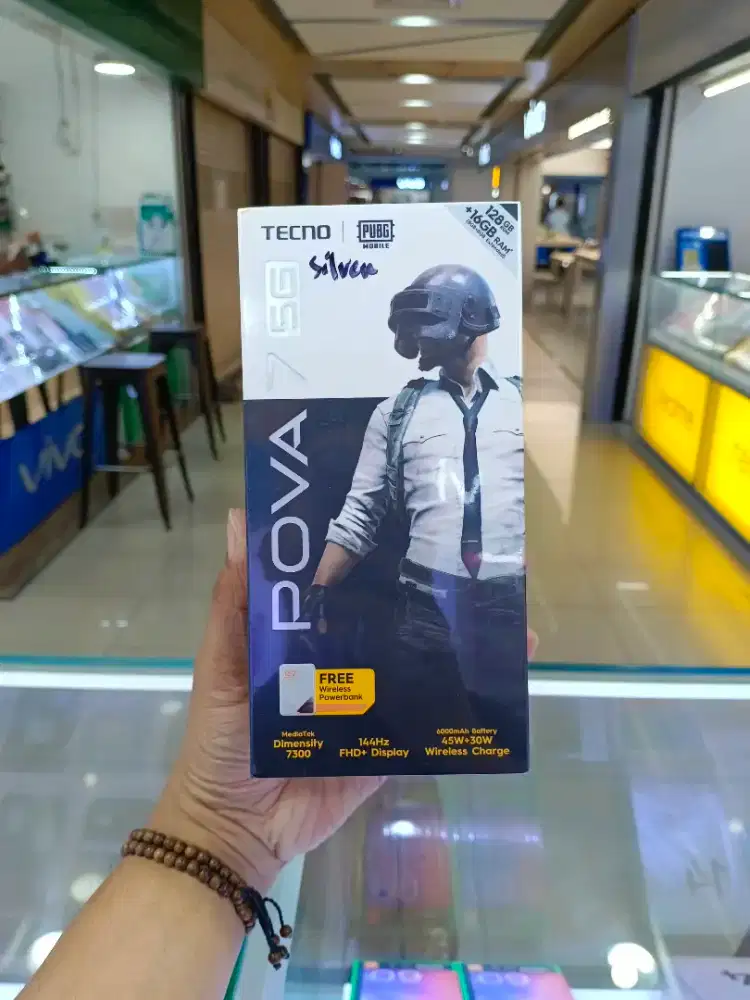 TECNO
PUBG
MOBILE
128GB
+16GB RAM*
Silver
POVA 7 5G
FREE
Wireless
Powerbank
MediaTek
Dimensity
7300
144Hz
FHD+ Display
6000mAh Battery
45W+30W
Wireless Charge
vivo